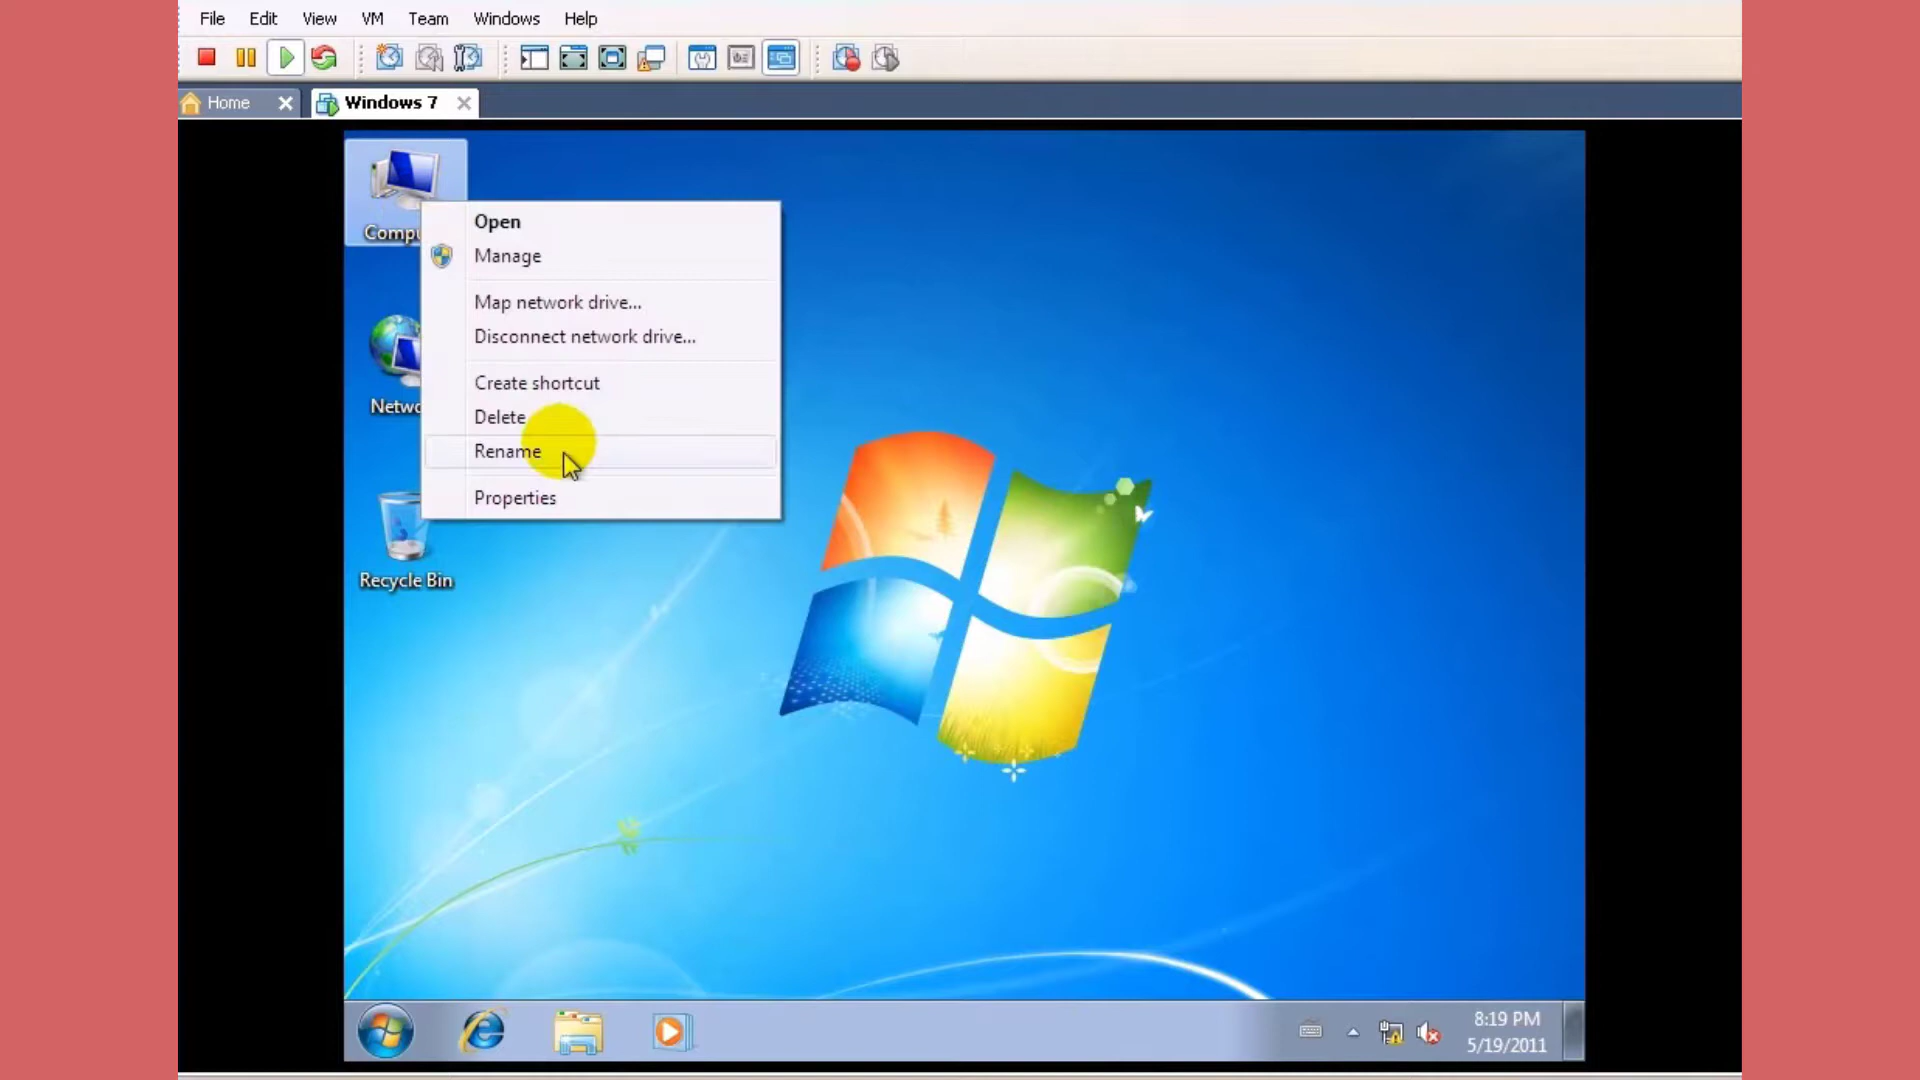 File Edit View VM Team Windows Help
Home Windows 7
Open
Compu
Manage
Map network drive...
Disconnect network drive...
Create shortcut
Netwo
Delete
Rename
Properties
Recycle Bin
8:19 PM
5/19/2011